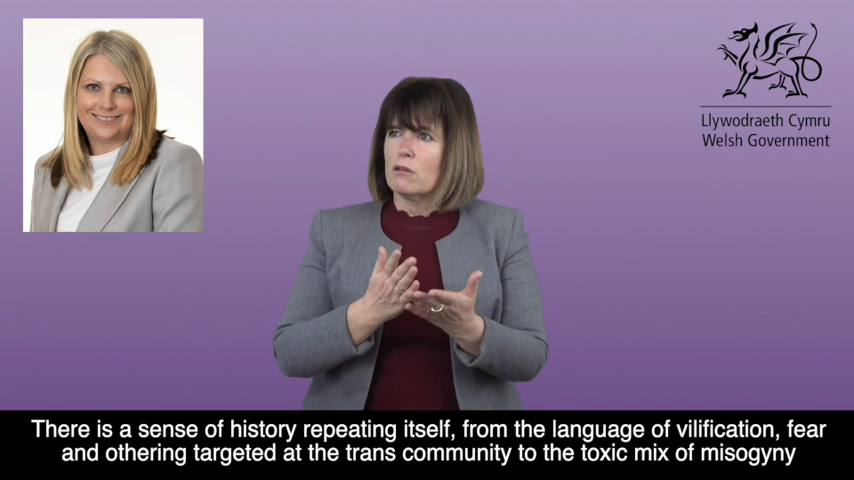 Llywodraeth Cymru
Welsh Government
There is a sense of history repeating itself, from the language of vilification, fear
and othering targeted at the trans community to the toxic mix of misogyny